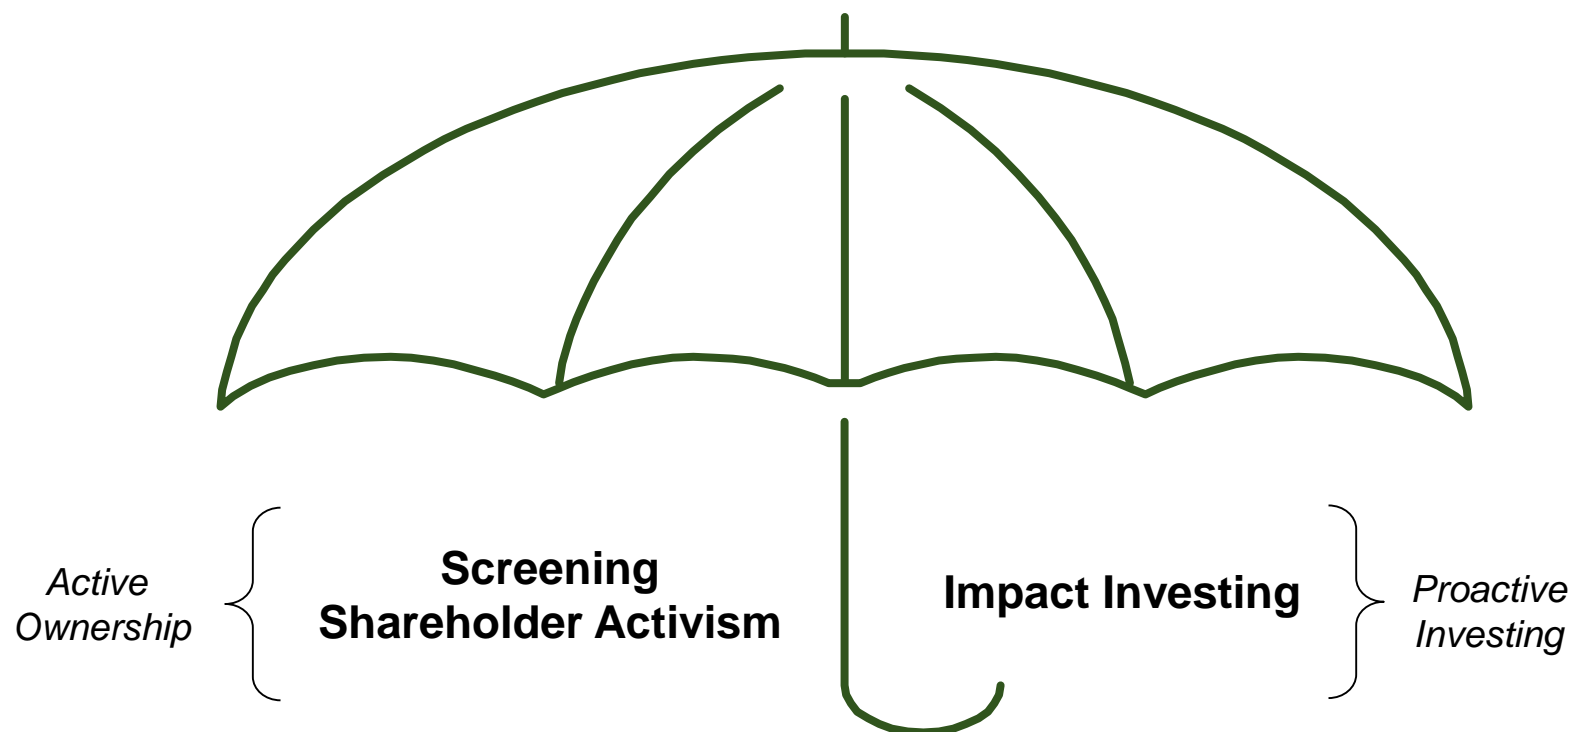 Active
Ownership
Screening
Shareholder Activism
Impact Investing
Proactive
Investing